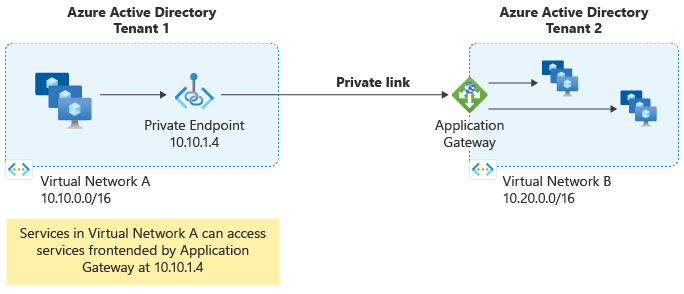 Azure Active Directory
Tenant 1
Azure Active Directory
Tenant 2
Private link
Private Endpoint
10.10.1.4
Application
Gateway
Virtual Network A
10.10.0.0/16
Virtual Network B
10.20.0.0/16
Services in Virtual Network A can access
services frontended by Application
Gateway at 10.10.1.4